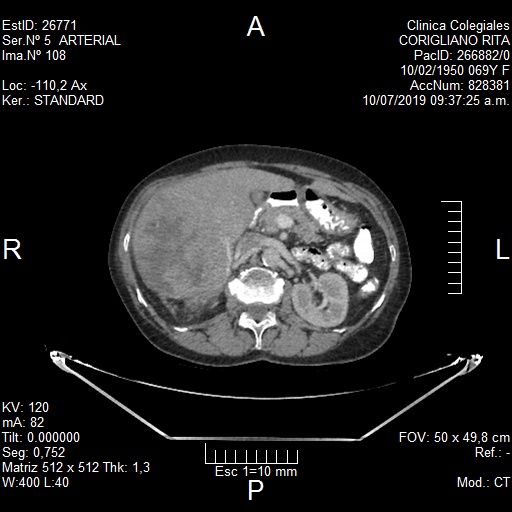 EstID: 26771
Ser.Nº 5 ARTERIAL
Ima.Nº 108
Loc: -110,2 Ax
Ker.: STANDARD
A
Clinica Colegiales
CORIGLIANO RITA
PacID: 266882/0
10/02/1950 069Y F
AccNum: 828381
10/07/2019 09:37:25 a.m.
R
L
KV: 120
mA: 82
Tilt: 0.000000
Seg: 0,752
Matriz 512 x 512 Thk: 1,3
W:400 L:40
Esc 1=10 mm
P
FOV: 50 x 49,8 cm
Ref.: -
Mod.: CT